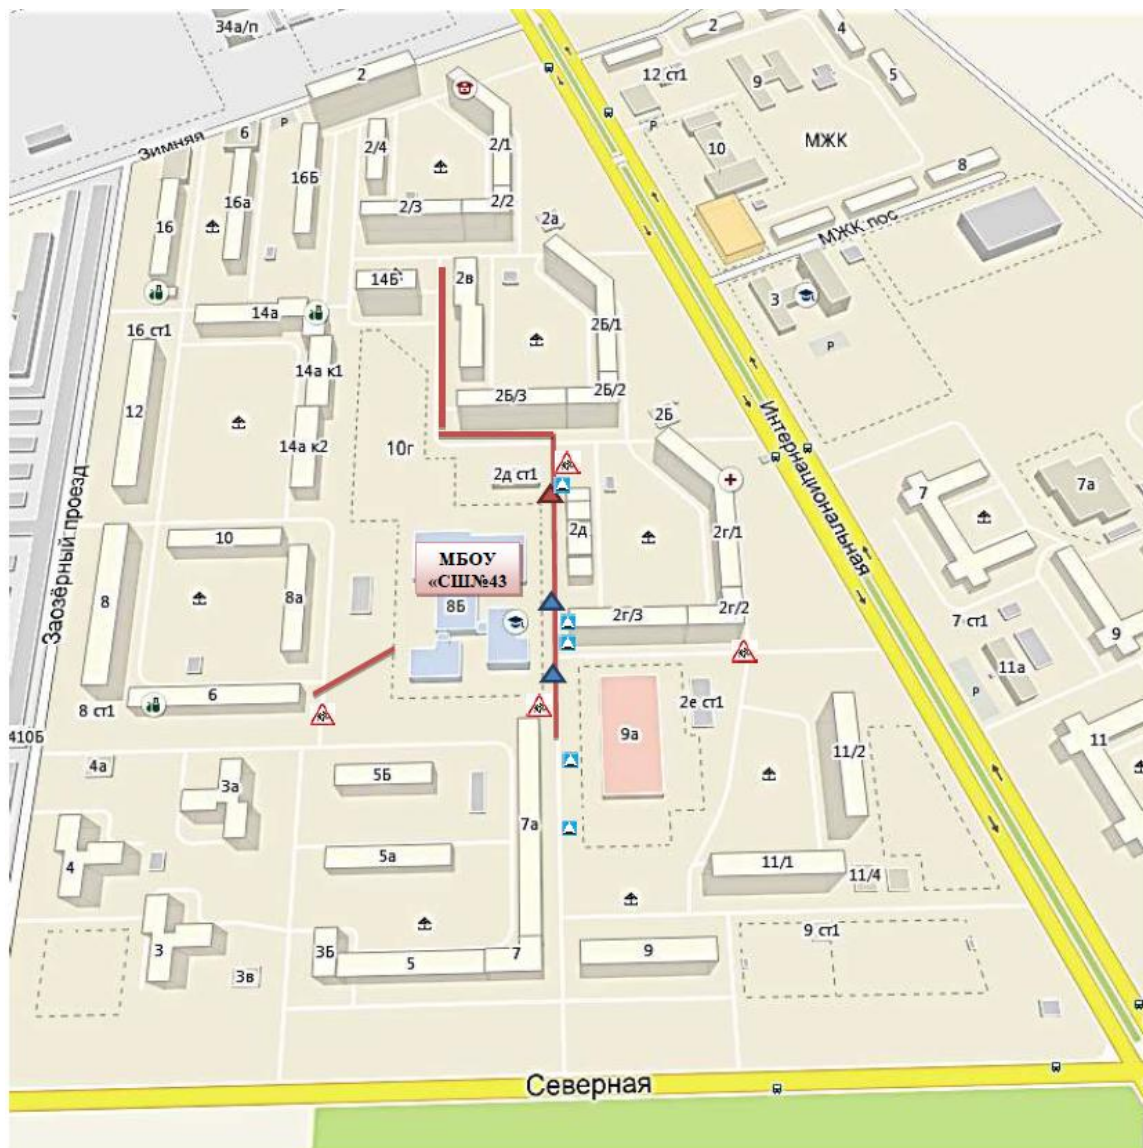 34а/п
2
4
2
12 ст1
9
5
6
P
P
2/4
2/1
10
МЖК
Зимняя
16Б
8
16
16а
2/3
2/2
2а
МЖК пос
14Б
2в
3
14а
2Б/1
P
16 ст1
14а к1
2Б/3
2Б/2
12
2Б
Интернациональная
14а к2
10г
2д ст1
7
7а
Заозёрный проезд
10
2д
2г/1
МБОУ
«СШ№43
8
8а
8Б
2г/3
2г/2
7 ст1
9
11а
P
6
8 ст1
2е ст1
410Б
9а
11/2
11
4а
3а
5Б
7а
4
5а
11/1
11/4
3
3Б
5
7
9
9 ст1
3в
Северная